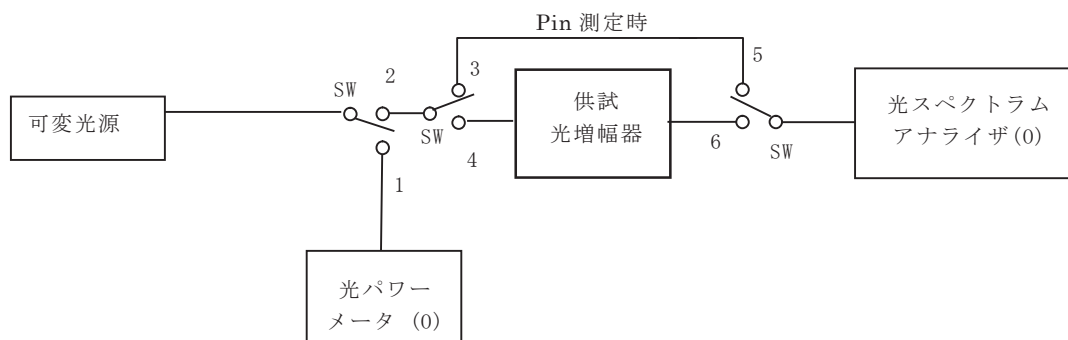 Pin 測定時
5
3
2
SW
可変光源
供試
光増幅器
光スペクトラム
アナライザ(0)
SW
4
6
SW
1
光パワー
メータ (0)